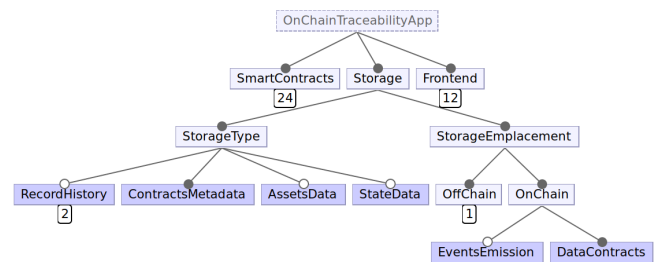 OnChainTraceabilityApp
SmartContracts Storage Frontend
24 12
StorageType StorageEmplacement
RecordHistory ContractsMetadata AssetsData StateData OffChain OnChain
2 1
EventsEmission DataContracts